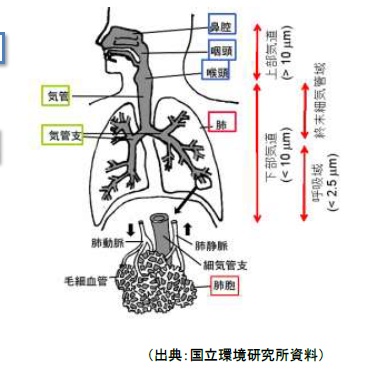 鼻腔
咽頭
喉頭
気管
気管支
肺
肺動脈
肺静脈
細気管支
毛細血管
肺胞
上部気道
(> 10 μm)
下部気道
(< 10 μm)
終末細気管支域
呼吸域
(< 2.5 μm)
（出典：国立環境研究所資料）